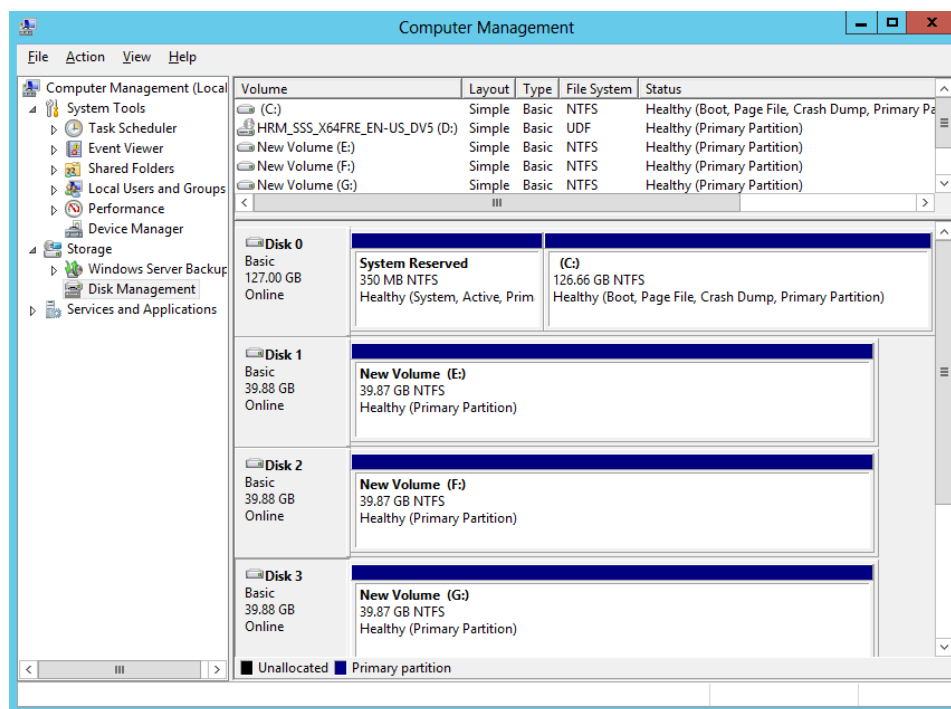 Computer Management
File Action View Help
Computer Management (Local
System Tools
Task Scheduler
Event Viewer
Shared Folders
Local Users and Groups
Performance
Device Manager
Storage
Windows Server Backup
Disk Management
Services and Applications
Volume Layout Type File System Status
(C:) Simple Basic NTFS Healthy (Boot, Page File, Crash Dump, Primary Pa
HRM_SSS_X64FRE_EN-US_DV5 (D:) Simple Basic UDF Healthy (Primary Partition)
New Volume (E:) Simple Basic NTFS Healthy (Primary Partition)
New Volume (F:) Simple Basic NTFS Healthy (Primary Partition)
New Volume (G:) Simple Basic NTFS Healthy (Primary Partition)
Disk 0
Basic
127.00 GB
Online
System Reserved
350 MB NTFS
Healthy (System, Active, Prim
(C:)
126.66 GB NTFS
Healthy (Boot, Page File, Crash Dump, Primary Partition)
Disk 1
Basic
39.88 GB
Online
New Volume (E:)
39.87 GB NTFS
Healthy (Primary Partition)
Disk 2
Basic
39.88 GB
Online
New Volume (F:)
39.87 GB NTFS
Healthy (Primary Partition)
Disk 3
Basic
39.88 GB
Online
New Volume (G:)
39.87 GB NTFS
Healthy (Primary Partition)
Unallocated Primary partition